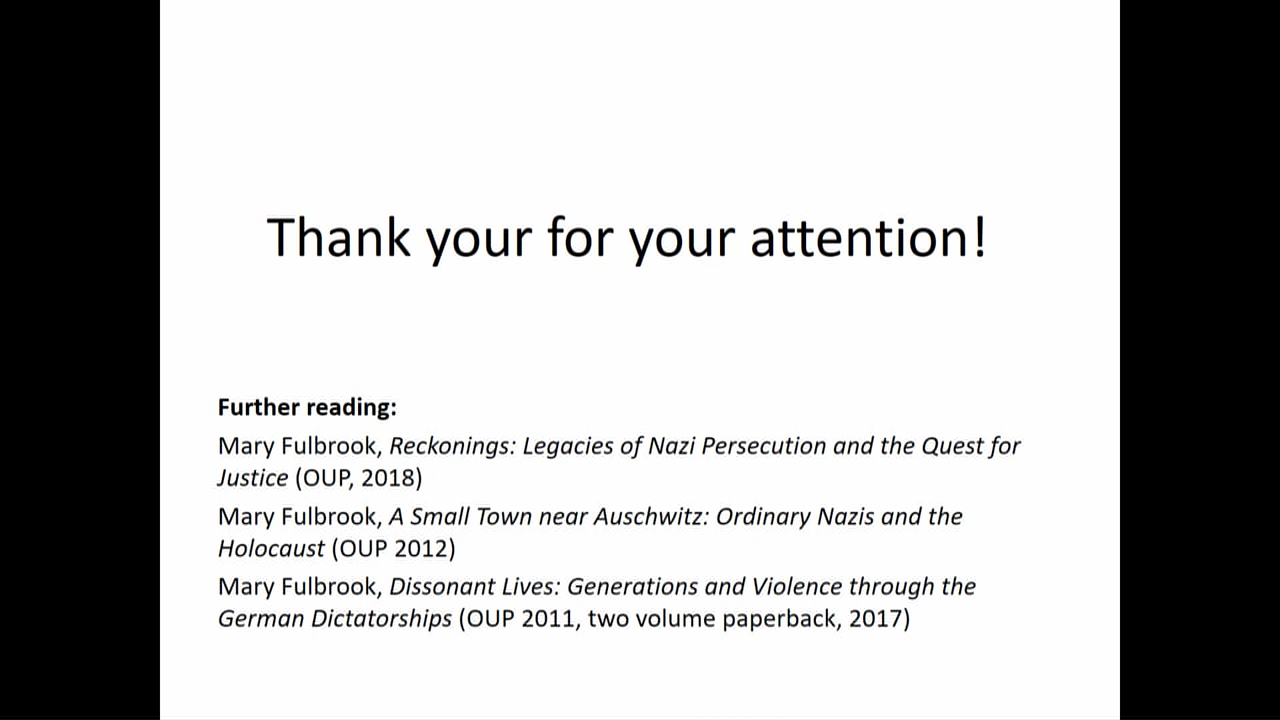 Thank your for your attention!
Further reading:
Mary Fulbrook, Reckonings: Legacies of Nazi Persecution and the Quest for
Justice (OUP, 2018)
Mary Fulbrook, A Small Town near Auschwitz: Ordinary Nazis and the
Holocaust (OUP 2012)
Mary Fulbrook, Dissonant Lives: Generations and Violence through the
German Dictatorships (OUP 2011, two volume paperback, 2017)